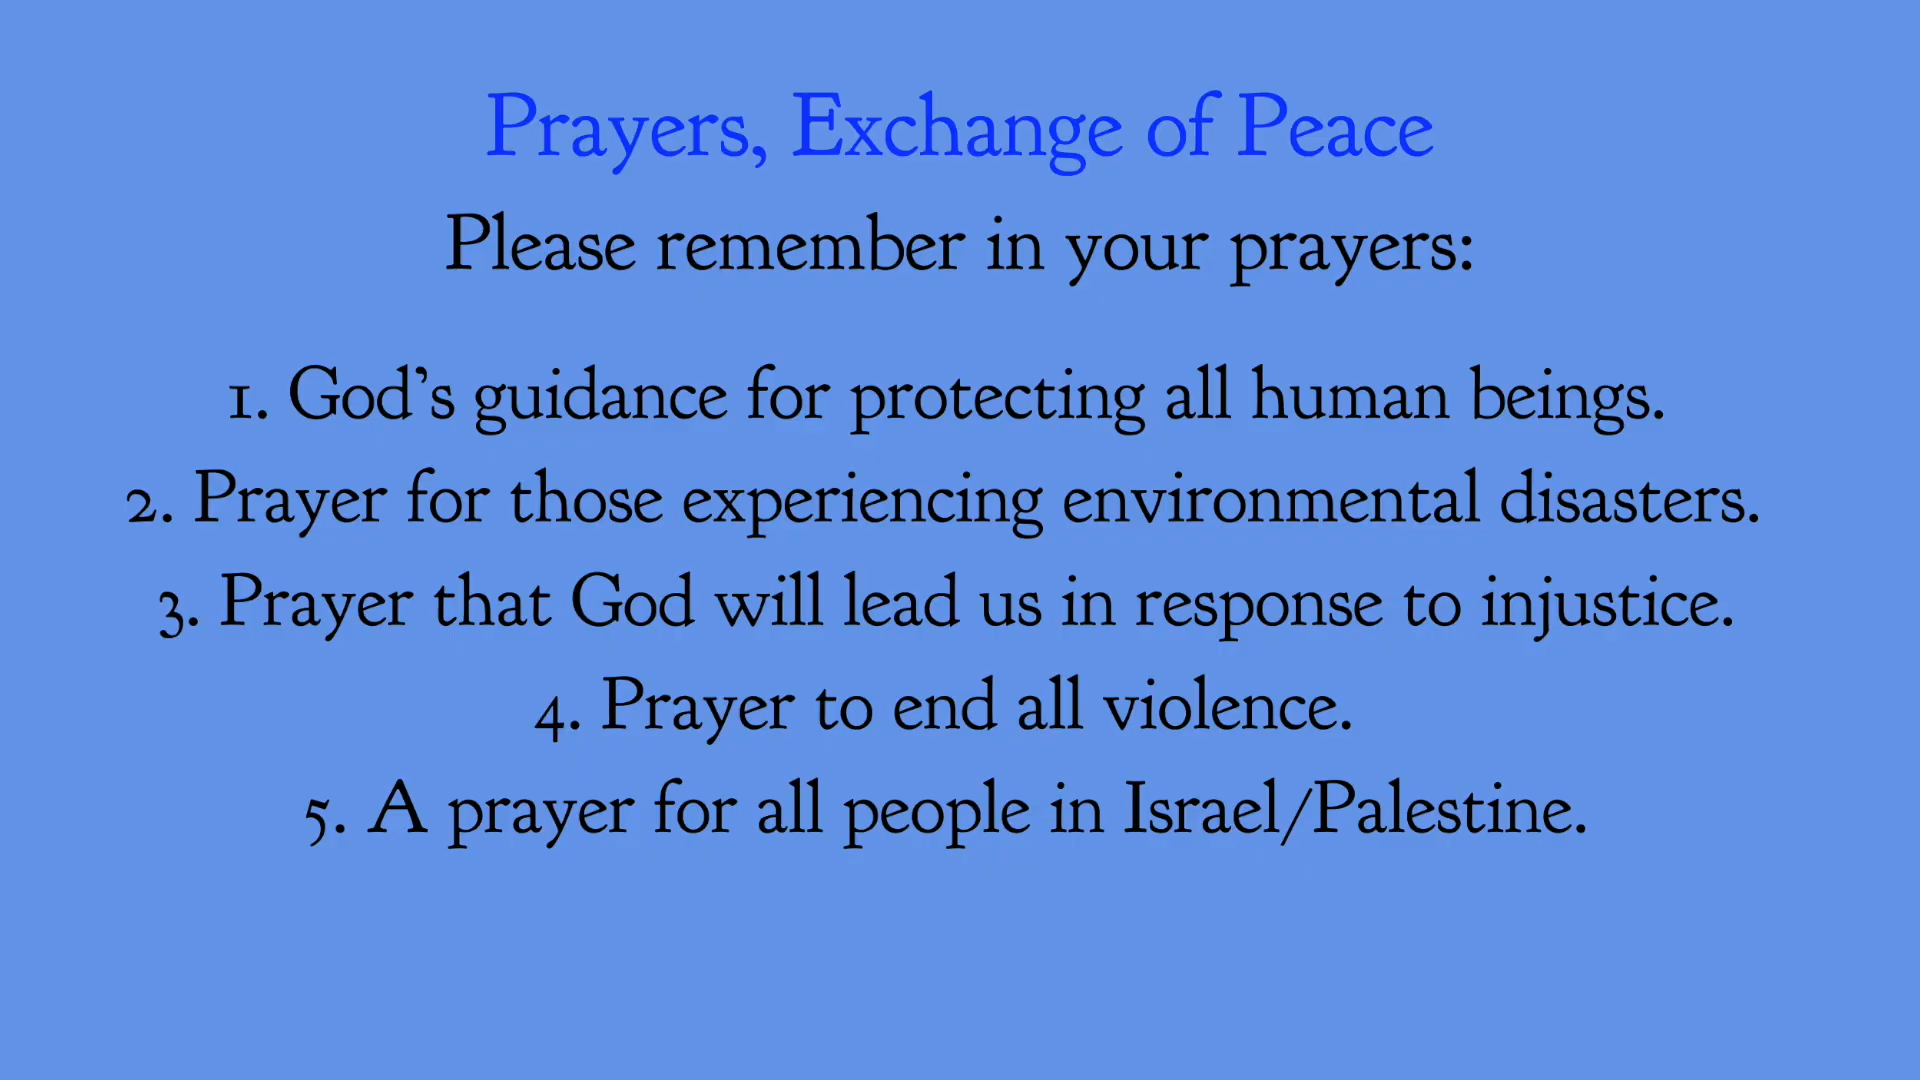 Prayers, Exchange of Peace
Please remember in your prayers:
1. God’s guidance for protecting all human beings.
2. Prayer for those experiencing environmental disasters.
3. Prayer that God will lead us in response to injustice.
4. Prayer to end all violence.
5. A prayer for all people in Israel/Palestine.